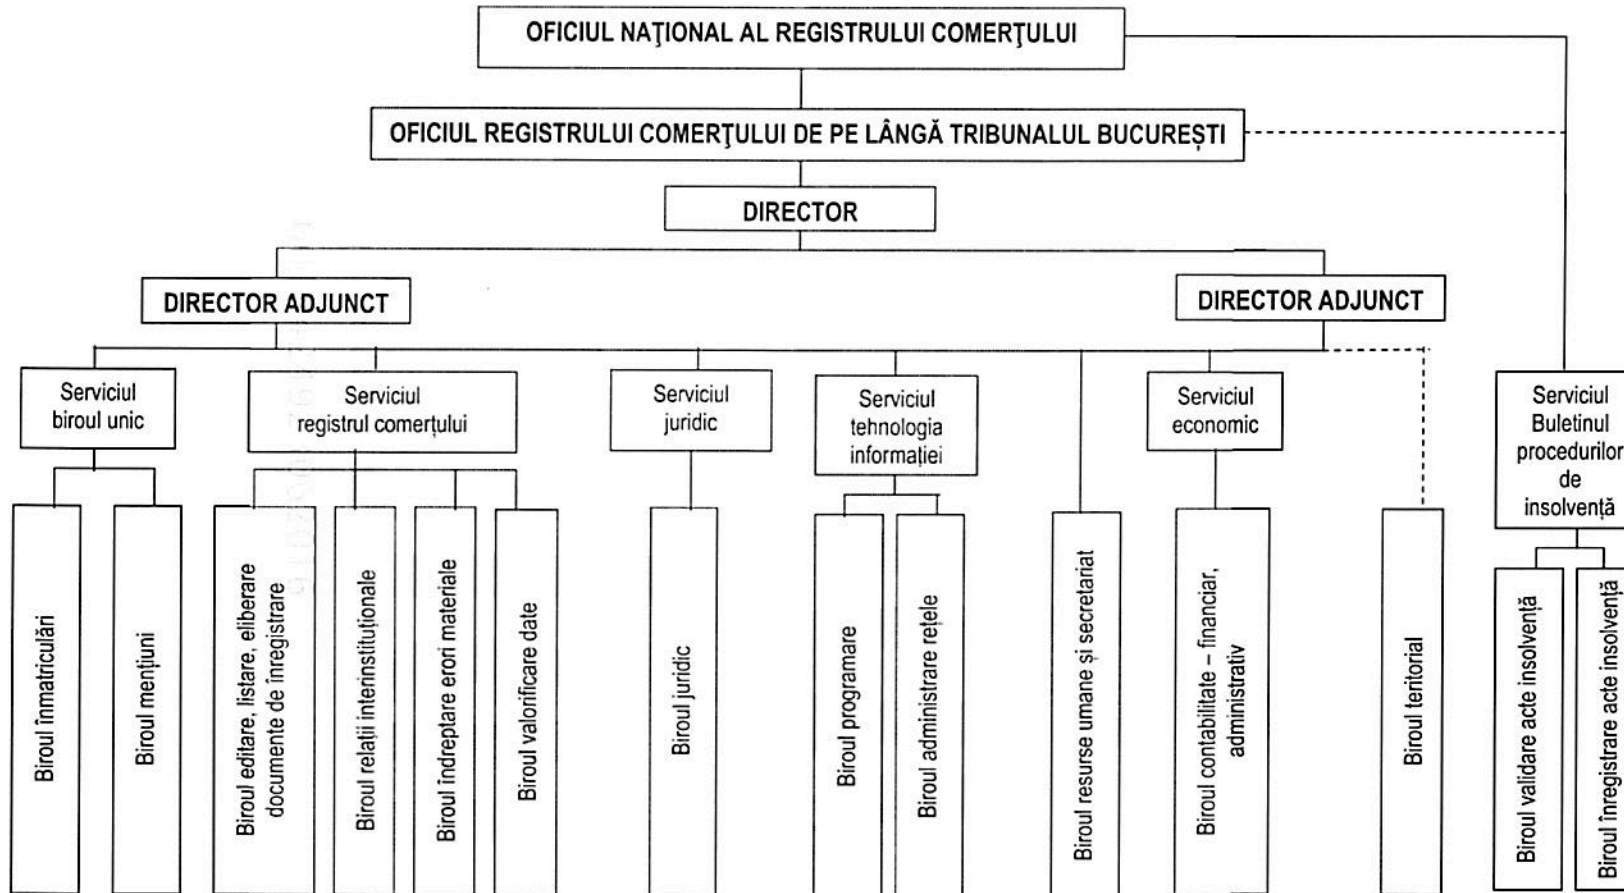 OFICIUL NAŢIONAL AL REGISTRULUI COMERŢULUI
OFICIUL REGISTRULUI COMERŢULUI DE PE LÂNGĂ TRIBUNALUL BUCUREŞTI
DIRECTOR
DIRECTOR ADJUNCT
DIRECTOR ADJUNCT
Serviciul
biroul unic
Serviciul
registrul comerțului
Serviciul
juridic
Serviciul
tehnologia
informației
Serviciul
economic
Serviciul
Buletinul
procedurilor
de
insolvență
Biroul înmatriculări
Biroul mențiuni
Biroul editare, listare, eliberare
documente de înregistrare
Biroul relații interinstituționale
Biroul îndreptare erori materiale
Biroul valorificare date
Biroul juridic
Biroul programare
Biroul administrare rețele
Biroul resurse umane și secretariat
Biroul contabilitate – financiar,
administrativ
Biroul teritorial
Biroul validare acte insolvență
Biroul înregistrare acte insolvență